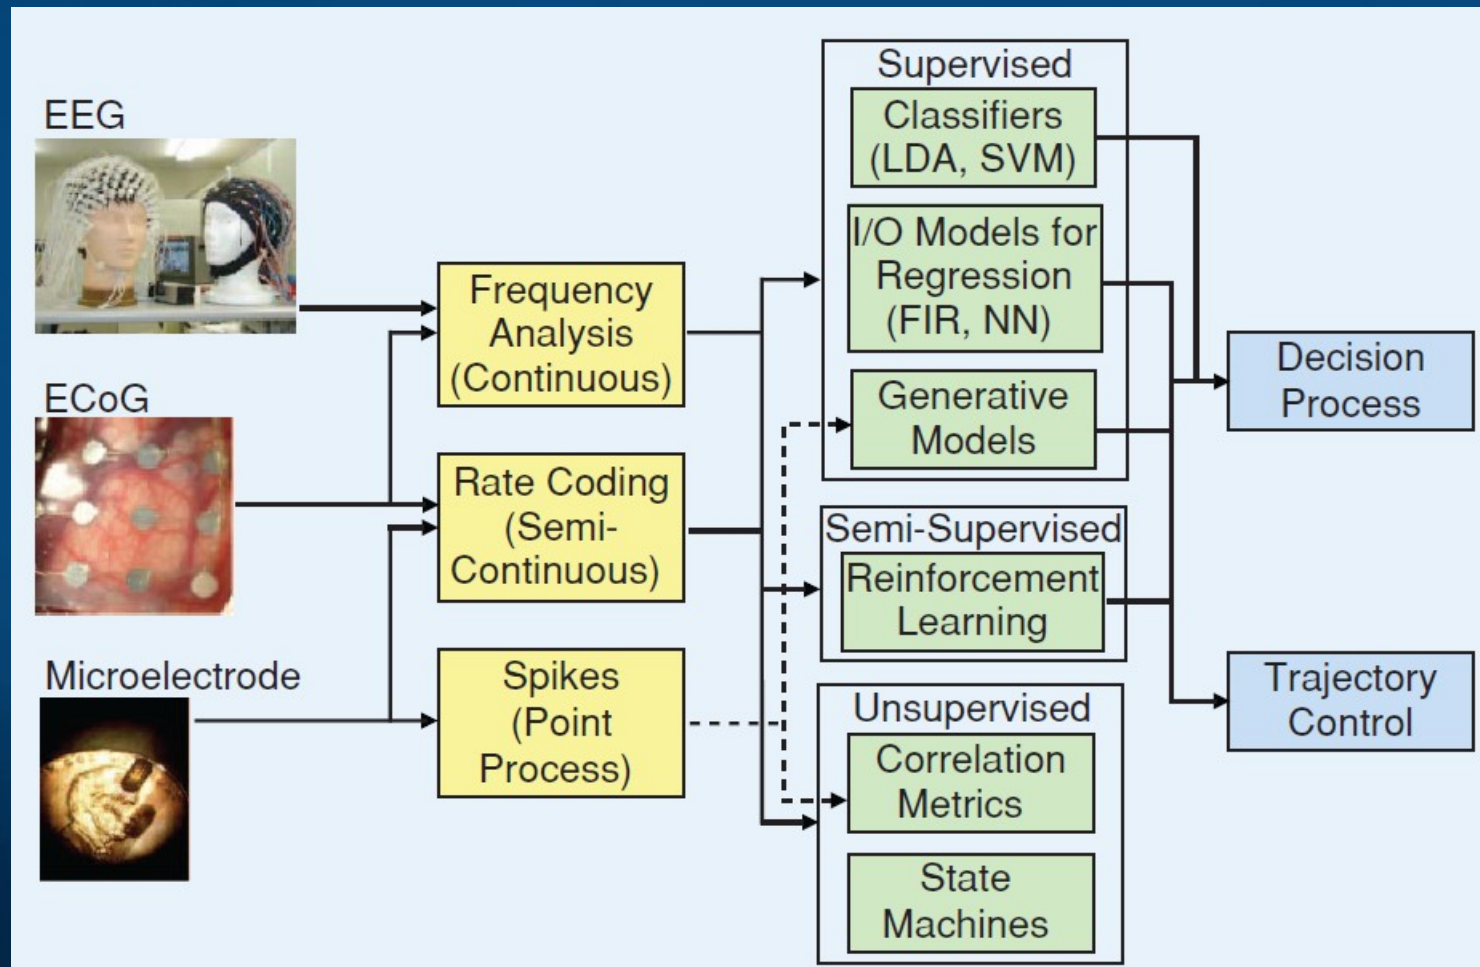 EEG
ECoG
Microelectrode
Frequency
Analysis
(Continuous)
Rate Coding
(Semi-
Continuous)
Spikes
(Point
Process)
Supervised
Classifiers
(LDA, SVM)
I/O Models for
Regression
(FIR, NN)
Generative
Models
Semi-Supervised
Reinforcement
Learning
Unsupervised
Correlation
Metrics
State
Machines
Decision
Process
Trajectory
Control